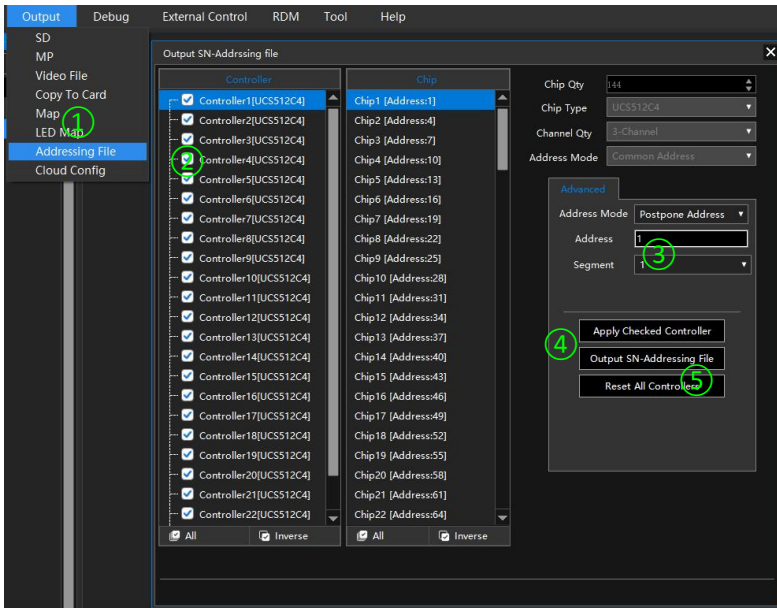 Output Debug External Control RDM Tool Help
SD
MP
Video File
Copy To Card
Map
LED Map
Addressing File
Cloud Config
1
Output SN-Addrssing file
Controller
Controller1[UCS512C4]
Controller2[UCS512C4]
Controller3[UCS512C4]
Controller4[UCS512C4]
Controller5[UCS512C4]
Controller6[UCS512C4]
Controller7[UCS512C4]
Controller8[UCS512C4]
Controller9[UCS512C4]
Controller10[UCS512C4]
Controller11[UCS512C4]
Controller12[UCS512C4]
Controller13[UCS512C4]
Controller14[UCS512C4]
Controller15[UCS512C4]
Controller16[UCS512C4]
Controller17[UCS512C4]
Controller18[UCS512C4]
Controller19[UCS512C4]
Controller20[UCS512C4]
Controller21[UCS512C4]
Controller22[UCS512C4]
All Inverse
2
Chip
Chip1 [Address:1]
Chip2 [Address:4]
Chip3 [Address:7]
Chip4 [Address:10]
Chip5 [Address:13]
Chip6 [Address:16]
Chip7 [Address:19]
Chip8 [Address:22]
Chip9 [Address:25]
Chip10 [Address:28]
Chip11 [Address:31]
Chip12 [Address:34]
Chip13 [Address:37]
Chip14 [Address:40]
Chip15 [Address:43]
Chip16 [Address:46]
Chip17 [Address:49]
Chip18 [Address:52]
Chip19 [Address:55]
Chip20 [Address:58]
Chip21 [Address:61]
Chip22 [Address:64]
All Inverse
Chip Qty 144
Chip Type UCS512C4
Channel Qty 3-Channel
Address Mode Common Address
Advanced
Address Mode Postpone Address
Address 1
Segment 1
3
Apply Checked Controller
4
Output SN-Addressing File
Reset All Controllers
5